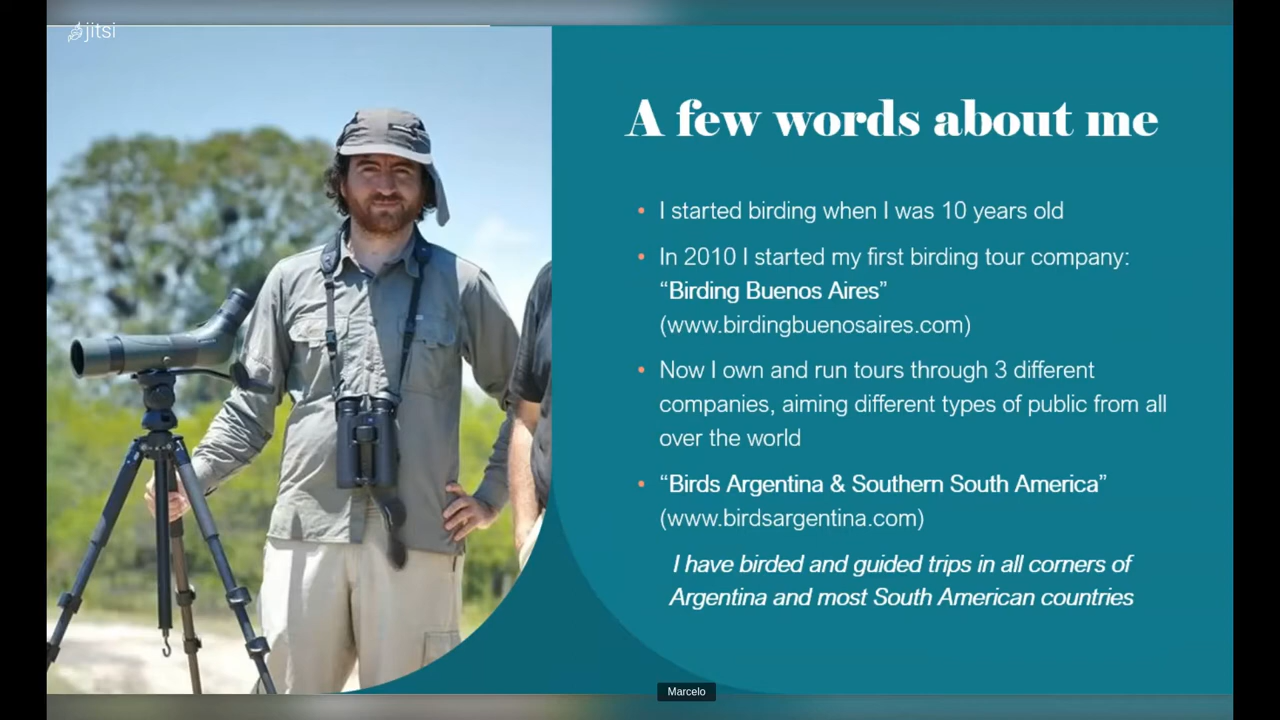 jitsi
A few words about me
• I started birding when I was 10 years old
• In 2010 I started my first birding tour company:
“Birding Buenos Aires”
(www.birdingbuenosaires.com)
• Now I own and run tours through 3 different
companies, aiming different types of public from all
over the world
• “Birds Argentina & Southern South America”
(www.birdsargentina.com)
I have birded and guided trips in all corners of
Argentina and most South American countries
Marcelo